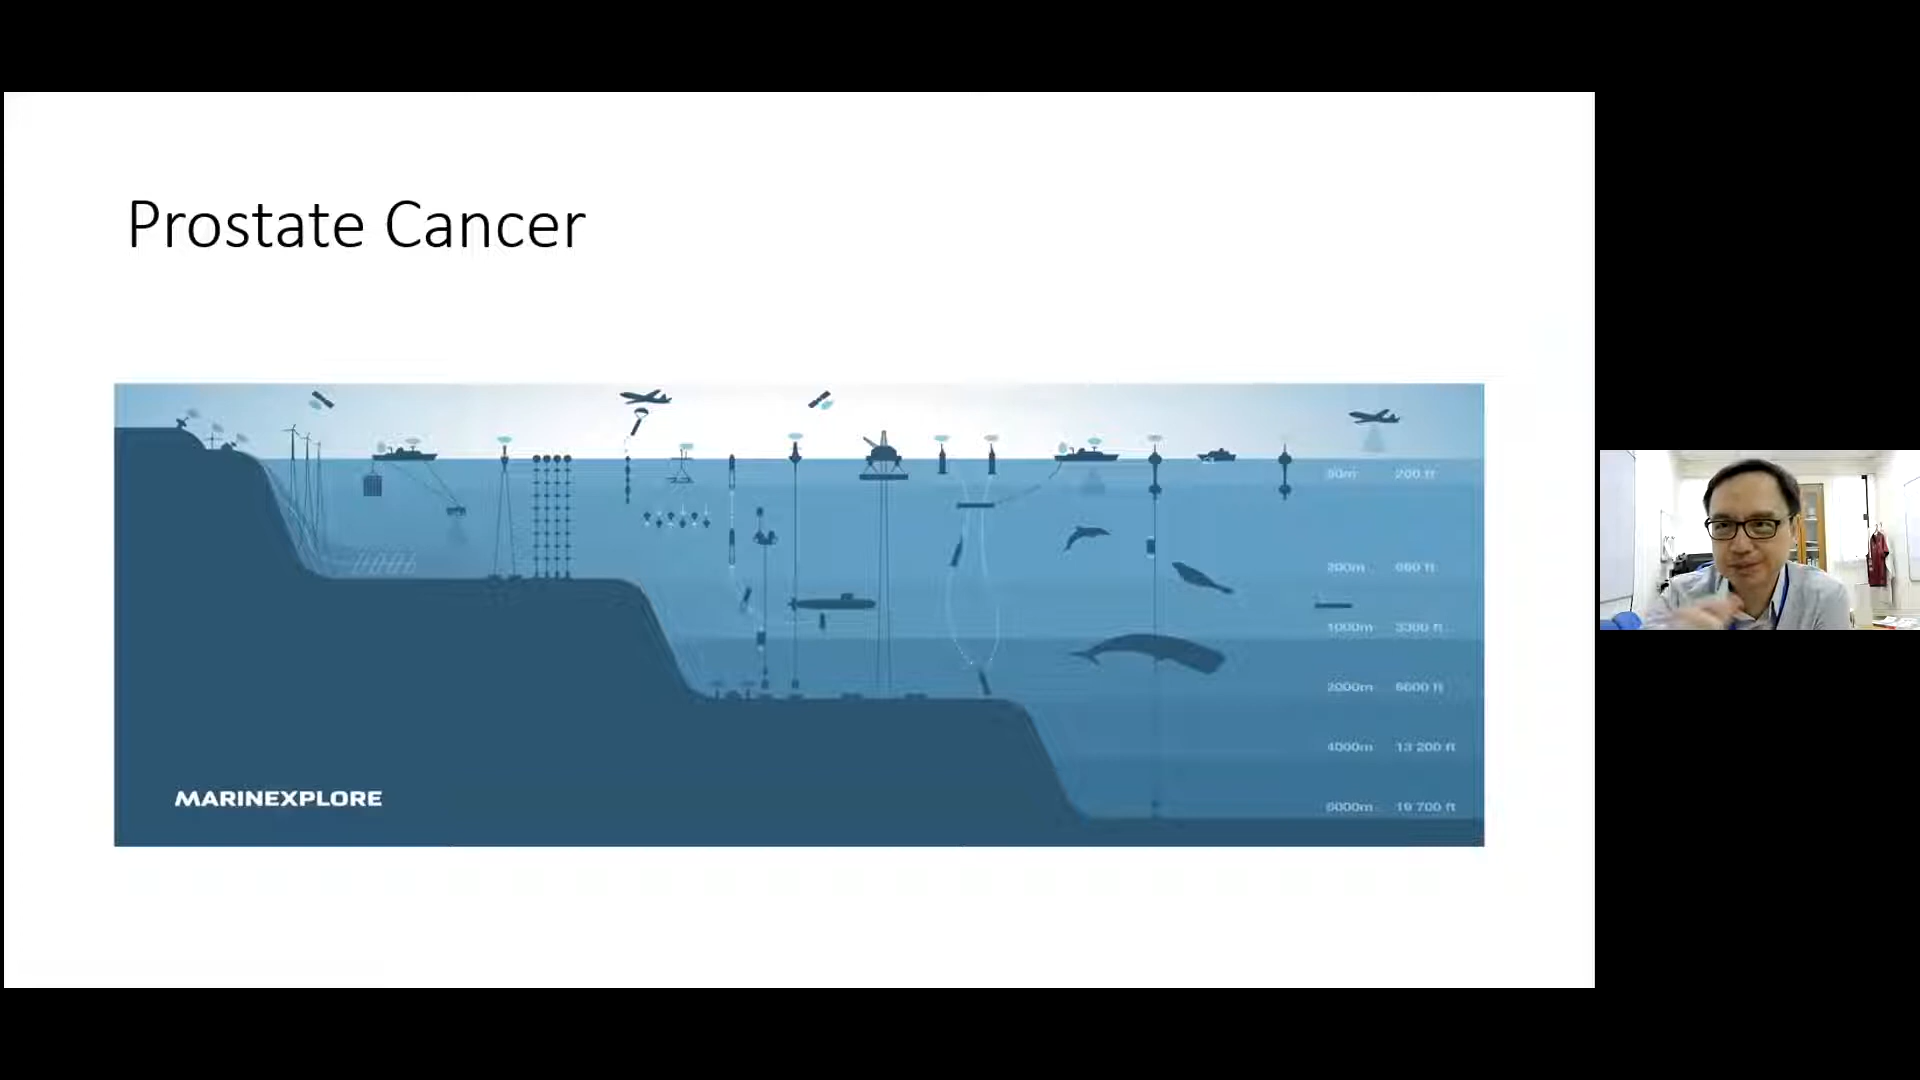 Prostate Cancer
200 ft
200m 660 ft
1000m 3300 ft
2000m 6600 ft
4000m 13 200 ft
6000m 19 700 ft
MARINEXPLORE